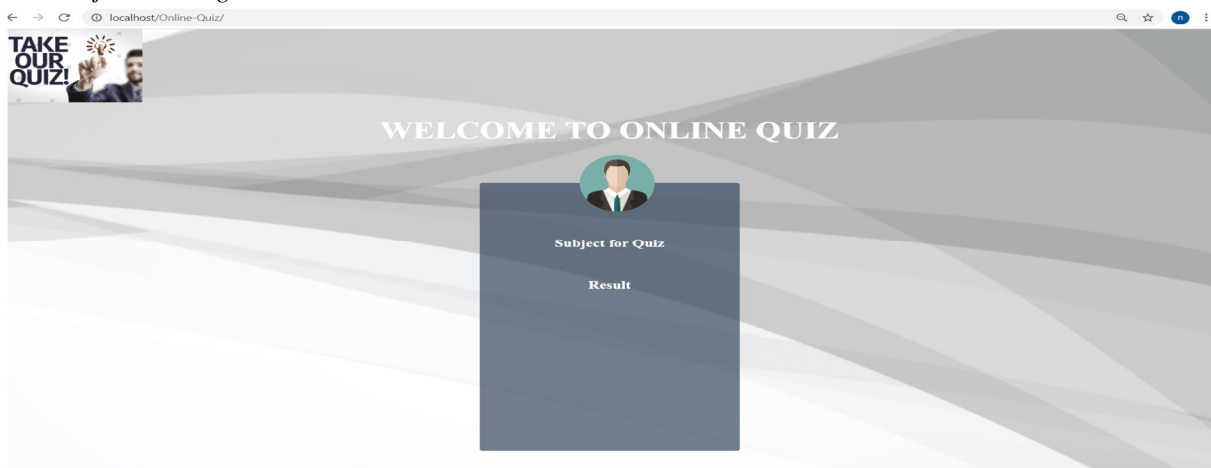 localhost/Online-Quiz/
n
TAKE
OUR
QUIZ!
WELCOME TO ONLINE QUIZ
Subject for Quiz
Result